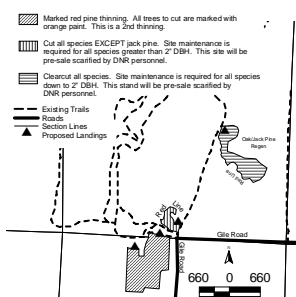 Marked red pine thinning. All trees to cut are marked with
orange paint. This is a 2nd thinning.
Cut all species EXCEPT jack pine. Site maintenance is
required for all species greater than 2" DBH. This site will be
pre-sale scarified by DNR personnel.
Clearcut all species. Site maintenance is required for all species
down to 2" DBH. This stand will be pre-sale scarified by
DNR personnel.
Existing Trails
Roads
Section Lines
Proposed Landings
Oak/Jack Pine
Regen
Red Line
Red Line
Gile Road
Gile Road
N
660 0 660